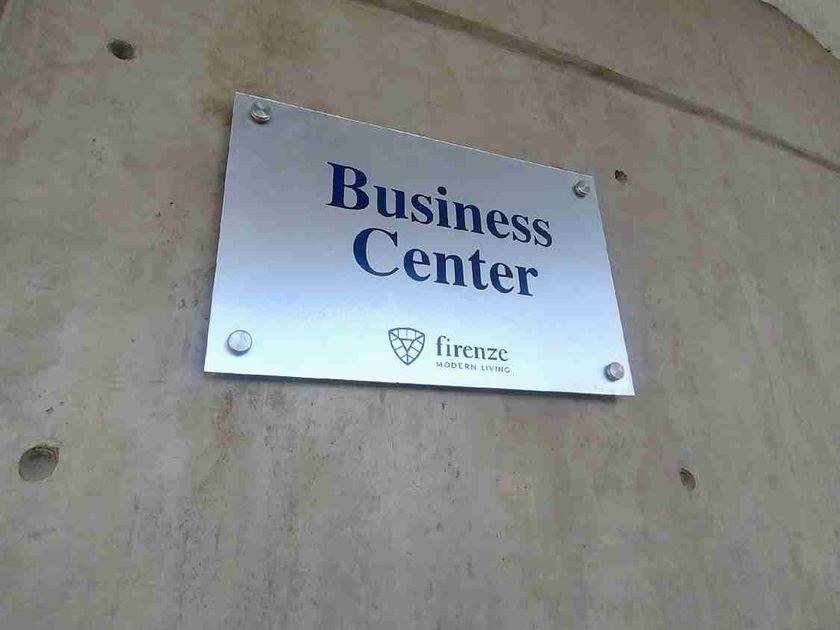 Business
Center
firenze
MODERN LIVING